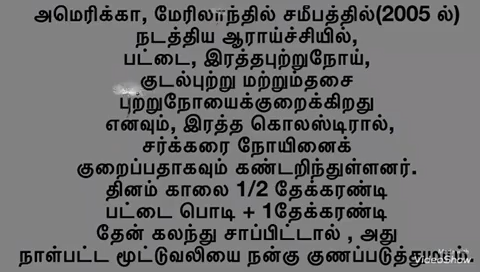 அமெரிக்கா, மேரிலாந்தில் சமீபத்தில்(2005 ல்)
நடத்திய ஆராய்ச்சியில்,
பட்டை, இரத்தபுற்றுநோய்,
குடல்புற்று மற்றும்தசை
புற்றுநோயைக்குறைக்கிறது
எனவும், இரத்த கொலஸ்டிரால்,
சர்க்கரை நோயினைக்
குறைப்பதாகவும் கண்டறிந்துள்ளனர்.
தினம் காலை 1/2 தேக்கரண்டி
பட்டை பொடி + 1தேக்கரண்டி
தேன் கலந்து சாப்பிட்டால் , அது
நாள்பட்ட மூட்டுவலியை நன்கு குணப்படுத்துமாம்.
VideoShow